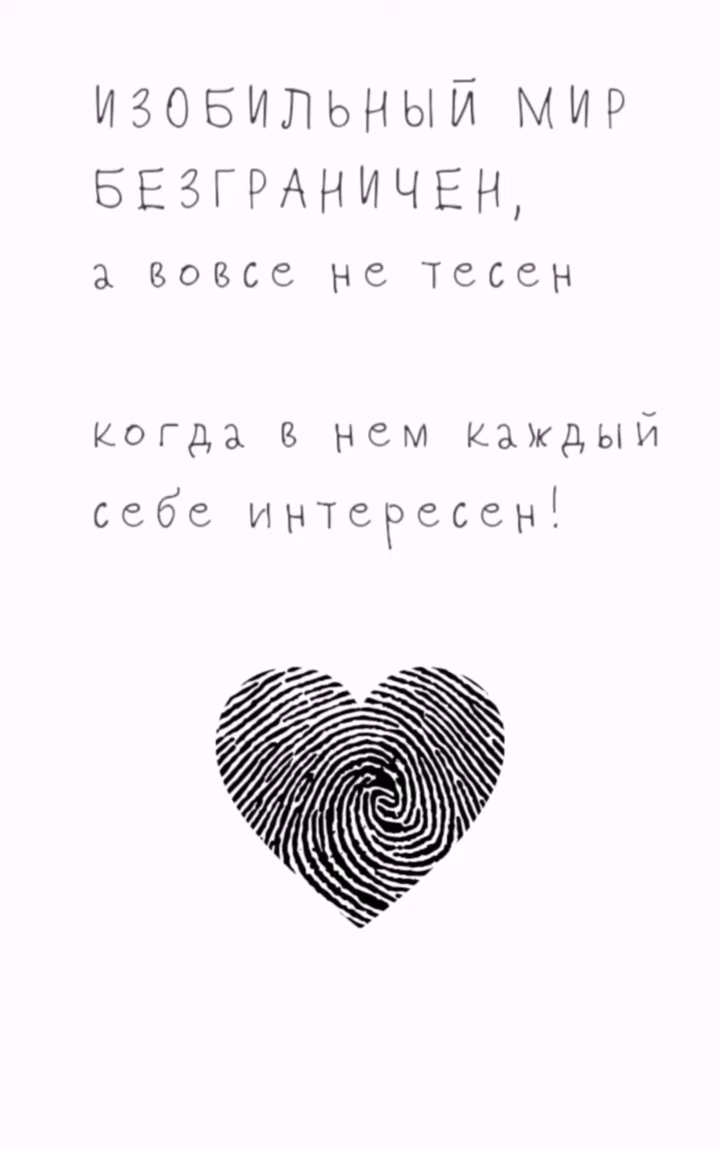 ИЗОБИЛЬНЫЙ МИР
БЕЗГРАНИЧЕН,
а вовсе не тесен
когда в нем каждый
себе интересен!